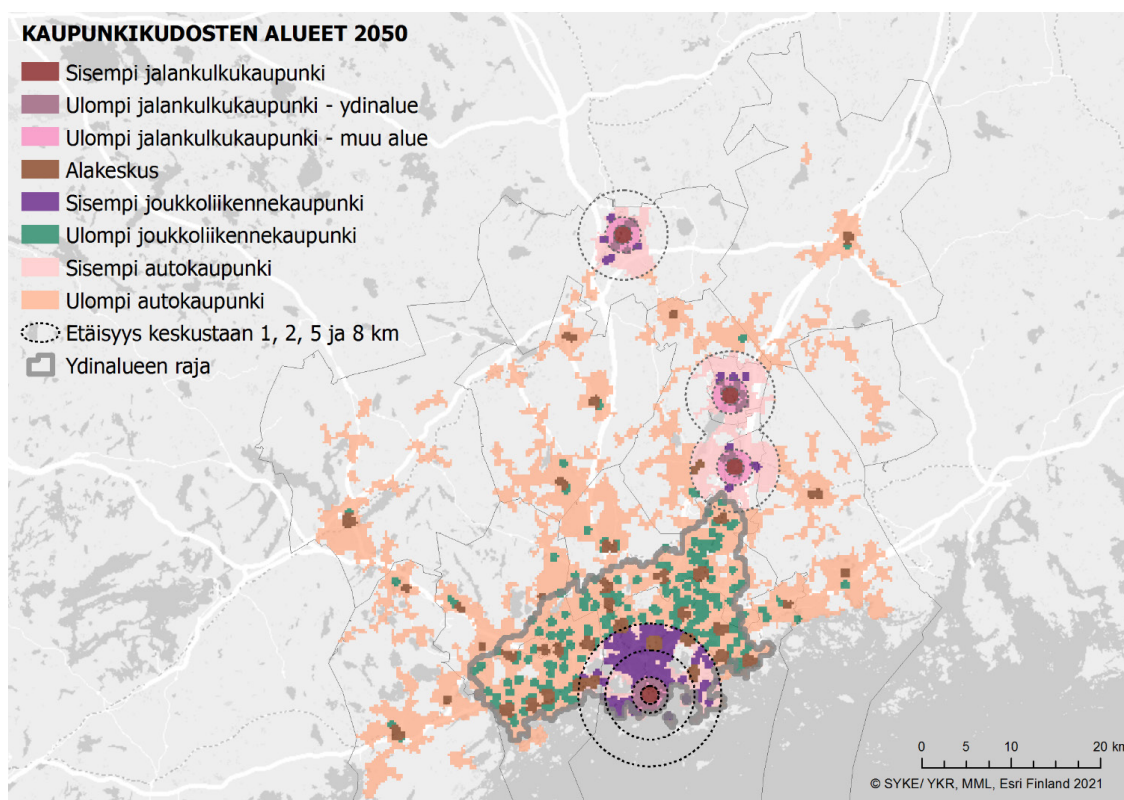 KAUPUNKIKUDOSTEN ALUEET 2050
Sisempi jalankulkukaupunki
Ulompi jalankulkukaupunki - ydinalue
Ulompi jalankulkukaupunki - muu alue
Alakeskus
Sisempi joukkoliikennekaupunki
Ulompi joukkoliikennekaupunki
Sisempi autokaupunki
Ulompi autokaupunki
Etäisyys keskustaan 1, 2, 5 ja 8 km
Ydinalueen raja
0 5 10 20 km
© SYKE/ YKR, MML, Esri Finland 2021